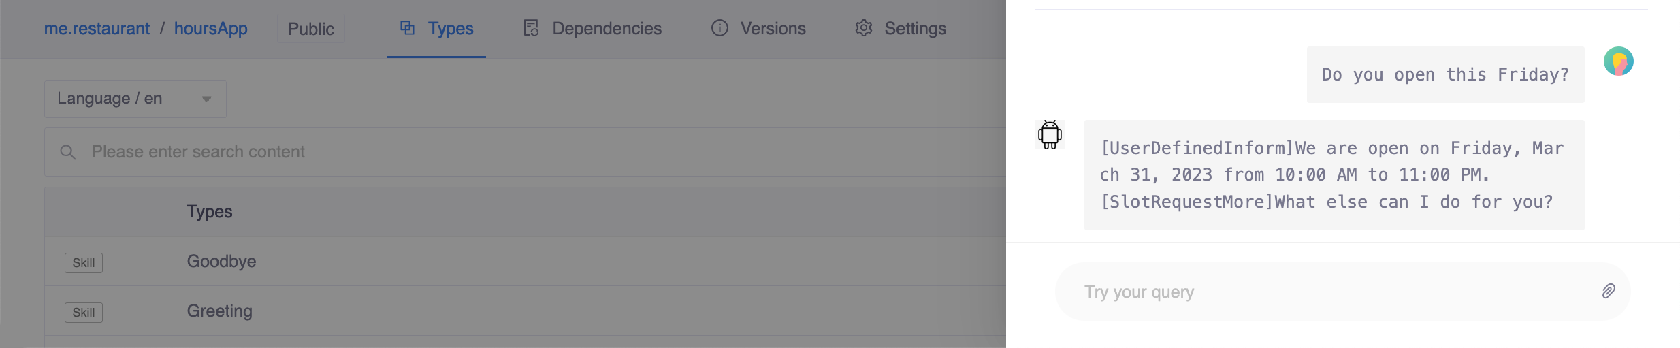 me.restaurant / hoursApp Public Types Dependencies Versions Settings
Language / en
Please enter search content
Types
Skill Goodbye
Skill Greeting
Do you open this Friday?
[UserDefinedInform]We are open on Friday, Mar
ch 31, 2023 from 10:00 AM to 11:00 PM.
[SlotRequestMore]What else can I do for you?
Try your query